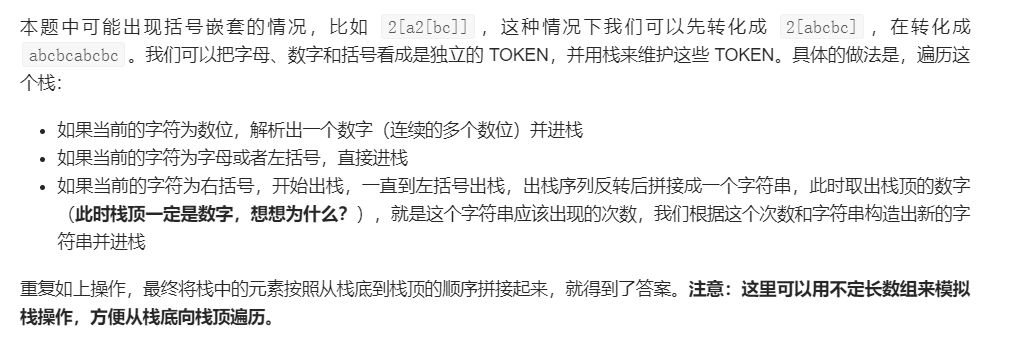 本题中可能出现括号嵌套的情况，比如 2[a2[bc]] ，这种情况下我们可以先转化成 2[abcbc] ，在转化成
abcbcabcbc 。我们可以把字母、数字和括号看成是独立的 TOKEN，并用栈来维护这些 TOKEN。具体的做法是，遍历这
个栈：
• 如果当前的字符为数位，解析出一个数字（连续的多个数位）并进栈
• 如果当前的字符为字母或者左括号，直接进栈
• 如果当前的字符为右括号，开始出栈，一直到左括号出栈，出栈序列反转后拼接成一个字符串，此时取出栈顶的数字
（此时栈顶一定是数字，想想为什么？），就是这个字符串应该出现的次数，我们根据这个次数和字符串构造出新的字
符串并进栈
重复如上操作，最终将栈中的元素按照从栈底到栈顶的顺序拼接起来，就得到了答案。注意：这里可以用不定长数组来模拟
栈操作，方便从栈底向栈顶遍历。